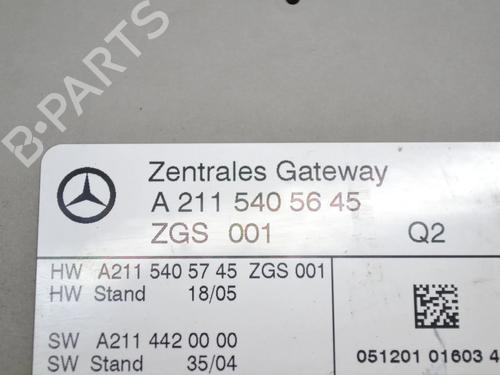 B-PARTS
Zentrales Gateway
A 211 540 56 45
ZGS 001 Q2
HW A211 540 57 45 ZGS 001
HW Stand 18/05
SW A211 442 00 00
SW Stand 35/04
051201 01603 4